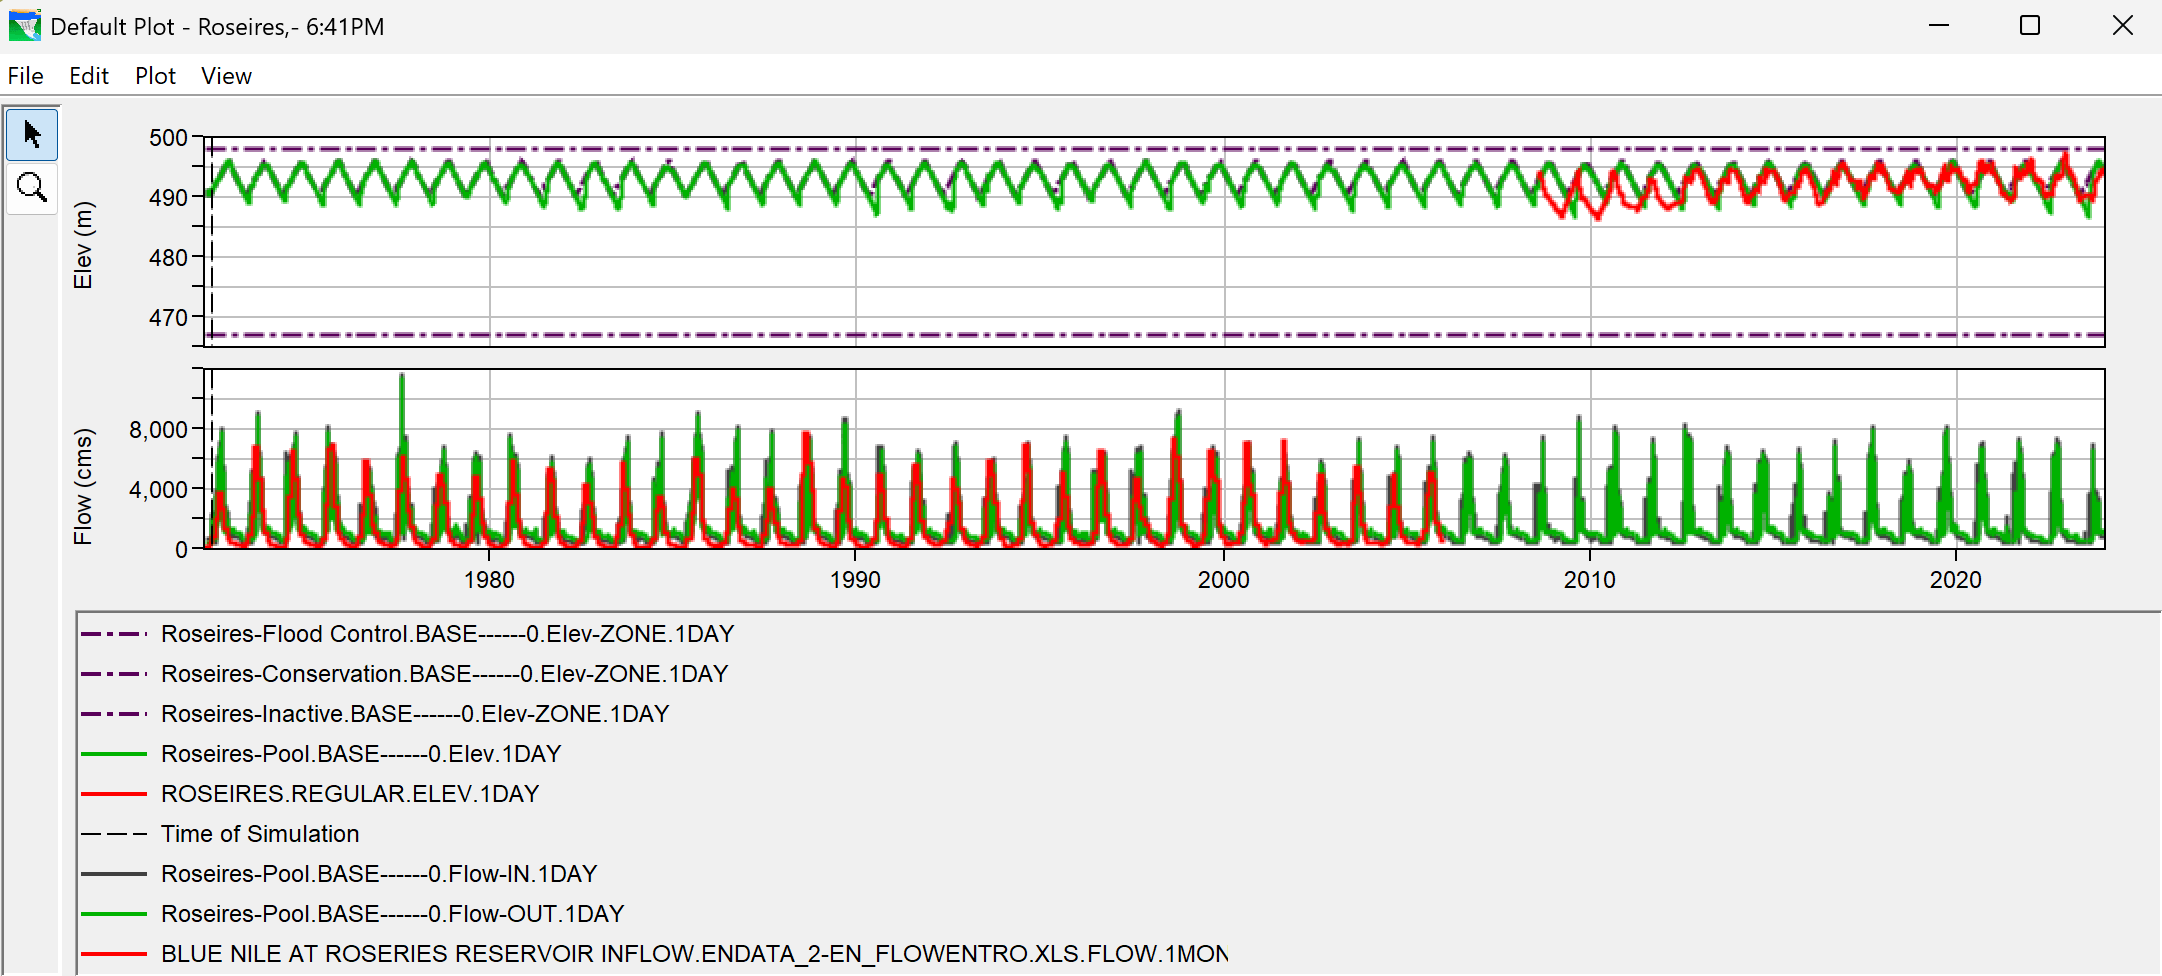 Default Plot - Roseires,- 6:41PM
File Edit Plot View
500
490
480
470
Elev (m)
8,000
4,000
0
Flow (cms)
1980 1990 2000 2010 2020
Roseires-Flood Control.BASE------0.Elev-ZONE.1DAY
Roseires-Conservation.BASE------0.Elev-ZONE.1DAY
Roseires-Inactive.BASE------0.Elev-ZONE.1DAY
Roseires-Pool.BASE------0.Elev.1DAY
ROSEIRES.REGULAR.ELEV.1DAY
Time of Simulation
Roseires-Pool.BASE------0.Flow-IN.1DAY
Roseires-Pool.BASE------0.Flow-OUT.1DAY
BLUE NILE AT ROSERIES RESERVOIR INFLOW.ENDATA_2-EN_FLOWENTRO.XLS.FLOW.1MON